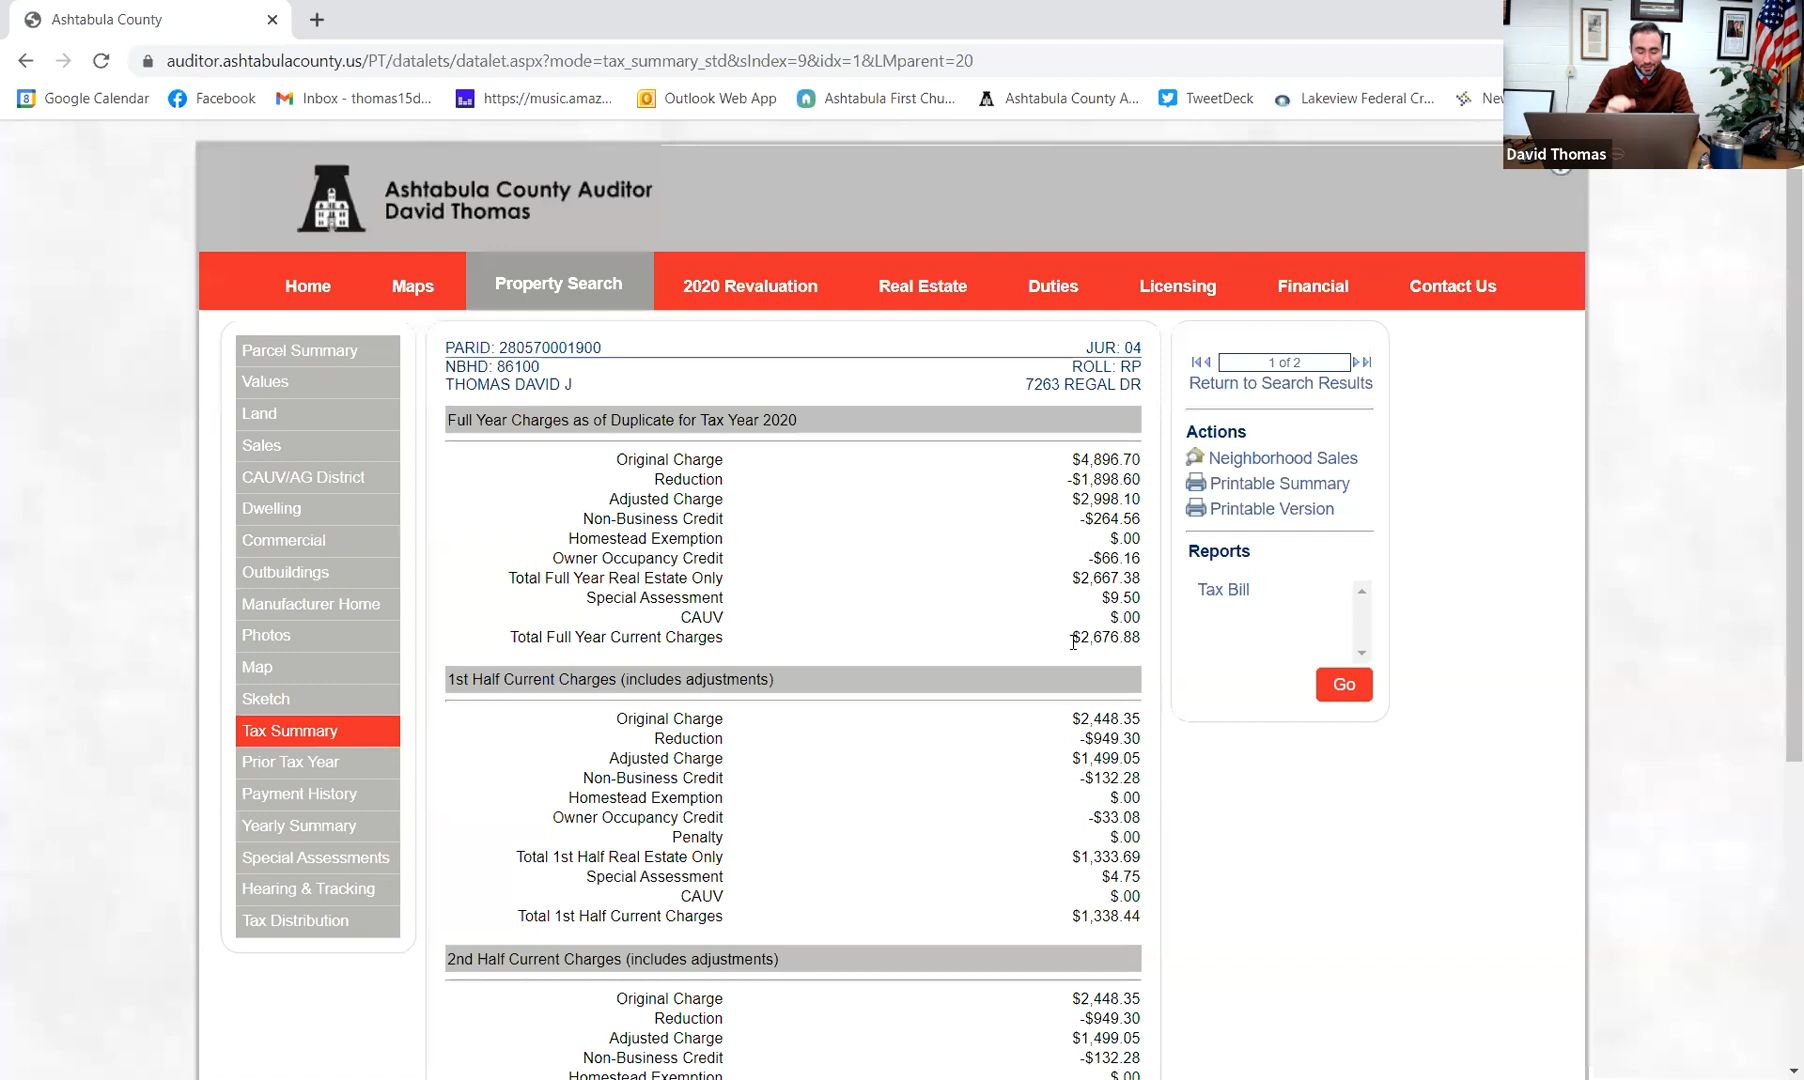 Ashtabula County
auditor.ashtabulacounty.us/PT/datalets/datalet.aspx?mode=tax_summary_std&sIndex=9&idx=1&LMparent=20
8 Google Calendar Facebook Inbox - thomas15d... https://music.amaz... Outlook Web App Ashtabula First Chu... Ashtabula County A... TweetDeck Lakeview Federal Cr... Nev
David Thomas
Ashtabula County Auditor
David Thomas
Home Maps Property Search 2020 Revaluation Real Estate Duties Licensing Financial Contact Us
Parcel Summary
Values
Land
Sales
CAUV/AG District
Dwelling
Commercial
Outbuildings
Manufacturer Home
Photos
Map
Sketch
Tax Summary
Prior Tax Year
Payment History
Yearly Summary
Special Assessments
Hearing & Tracking
Tax Distribution
PARID: 280570001900 JUR: 04
NBHD: 86100 ROLL: RP
THOMAS DAVID J 7263 REGAL DR
Full Year Charges as of Duplicate for Tax Year 2020
Original Charge $4,896.70
Reduction -$1,898.60
Adjusted Charge $2,998.10
Non-Business Credit -$264.56
Homestead Exemption $.00
Owner Occupancy Credit -$66.16
Total Full Year Real Estate Only $2,667.38
Special Assessment $9.50
CAUV $.00
Total Full Year Current Charges $2,676.88
1st Half Current Charges (includes adjustments)
Original Charge $2,448.35
Reduction -$949.30
Adjusted Charge $1,499.05
Non-Business Credit -$132.28
Homestead Exemption $.00
Owner Occupancy Credit -$33.08
Penalty $.00
Total 1st Half Real Estate Only $1,333.69
Special Assessment $4.75
CAUV $.00
Total 1st Half Current Charges $1,338.44
2nd Half Current Charges (includes adjustments)
Original Charge $2,448.35
Reduction -$949.30
Adjusted Charge $1,499.05
Non-Business Credit -$132.28
Homestead Exemption $.00
1 of 2
Return to Search Results
Actions
Neighborhood Sales
Printable Summary
Printable Version
Reports
Tax Bill
Go